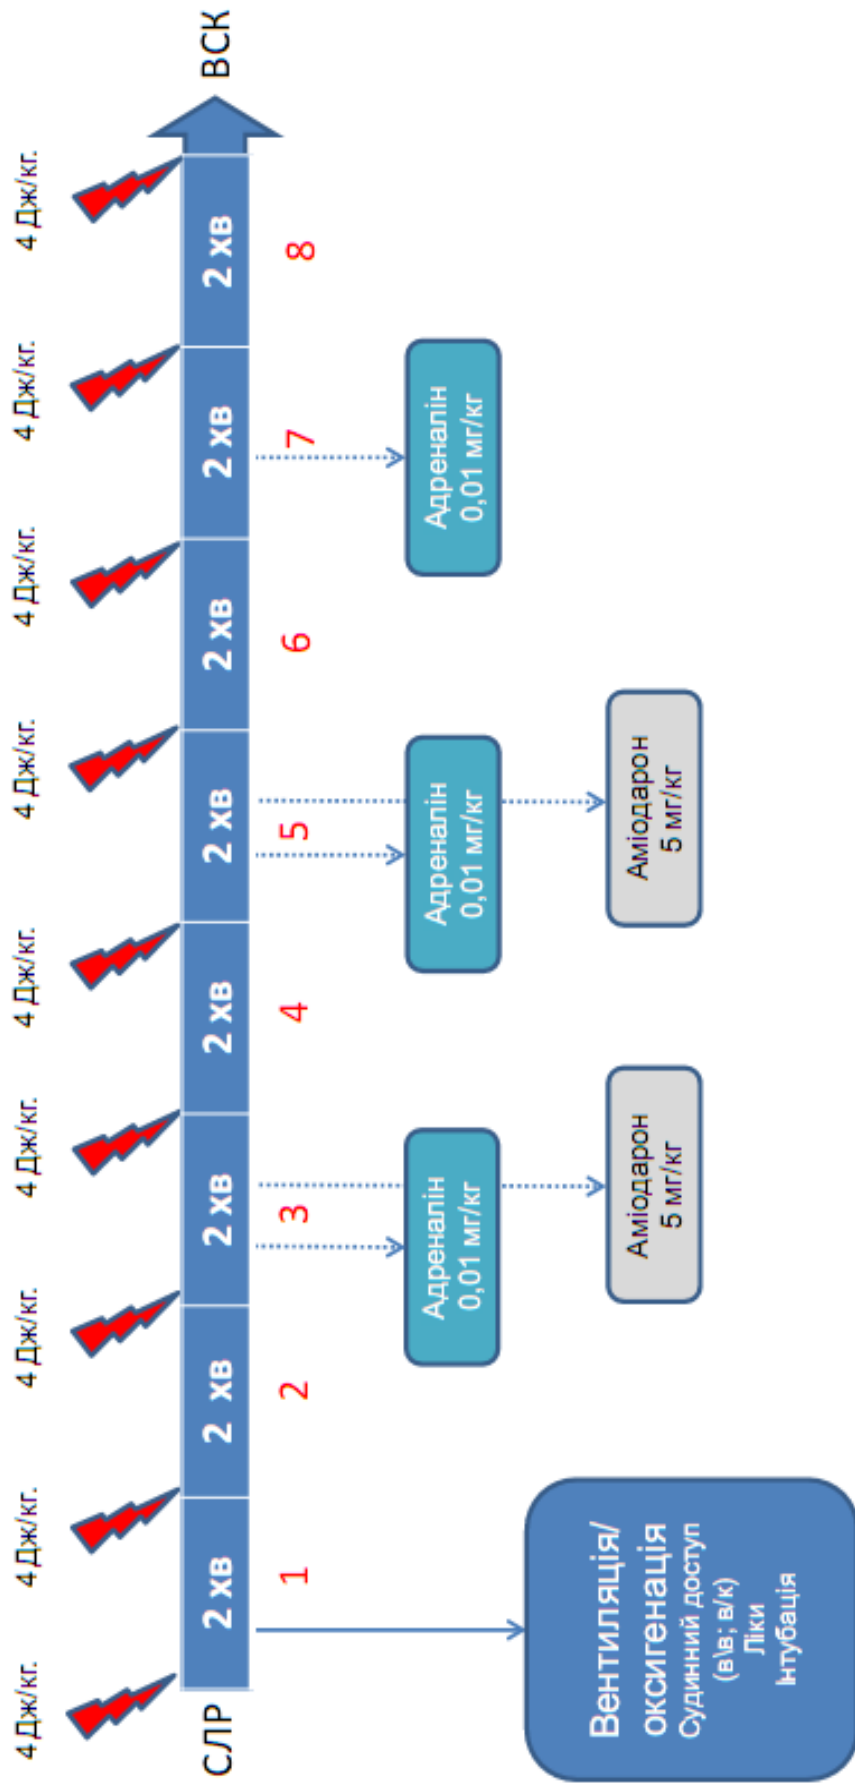 4 Дж/кг.
4 Дж/кг.
4 Дж/кг.
4 Дж/кг.
4 Дж/кг.
4 Дж/кг.
4 Дж/кг.
4 Дж/кг.
4 Дж/кг.
СЛР
2 хв
2 хв
2 хв
2 хв
2 хв
2 хв
2 хв
2 хв
ВСК
1
2
3
4
5
6
7
8
Адреналін
0,01 мг/кг
Адреналін
0,01 мг/кг
Адреналін
0,01 мг/кг
Вентиляція/
оксигенація
Судинний доступ
(в\в; в/к)
Ліки
Інтубація
Аміодарон
5 мг/кг
Аміодарон
5 мг/кг